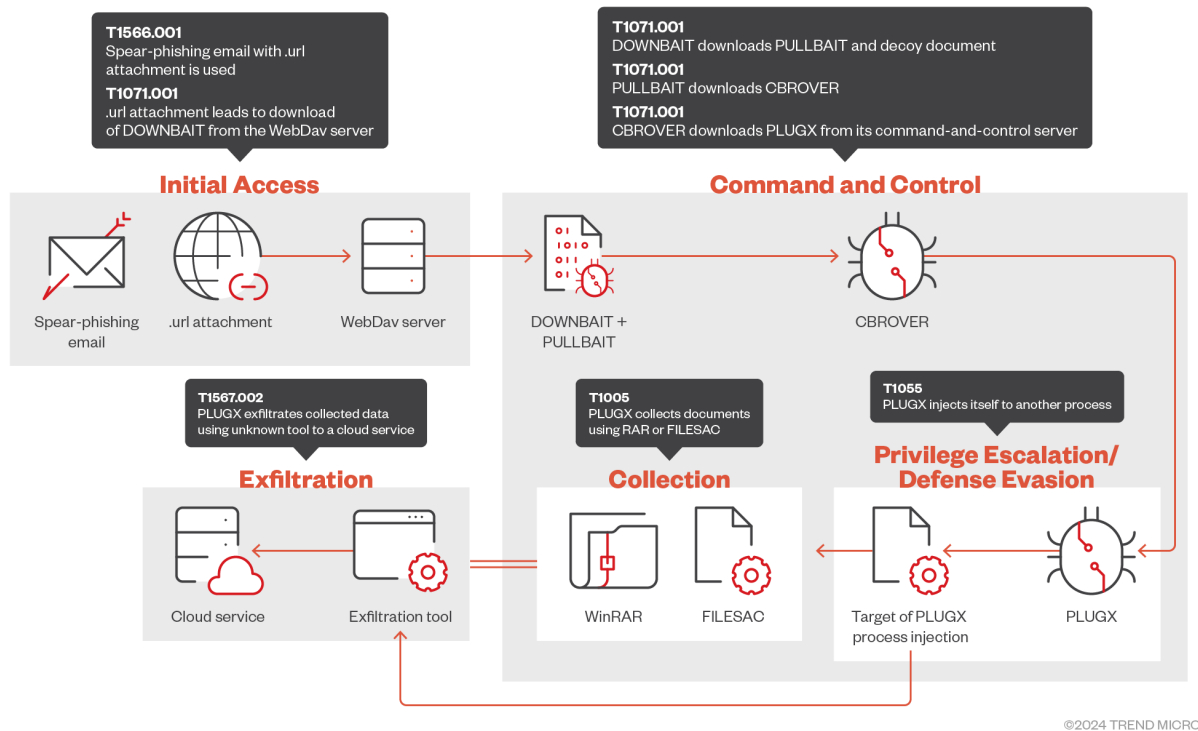 T1566.001
Spear-phishing email with .url
attachment is used
T1071.001
.url attachment leads to download
of DOWNBAIT from the WebDav server
T1071.001
DOWNBAIT downloads PULLBAIT and decoy document
T1071.001
PULLBAIT downloads CBROVER
T1071.001
CBROVER downloads PLUGX from its command-and-control server
Initial Access
Command and Control
Spear-phishing
email
.url attachment
WebDav server
DOWNBAIT +
PULLBAIT
CBROVER
T1567.002
PLUGX exfiltrates collected data
using unknown tool to a cloud service
T1005
PLUGX collects documents
using RAR or FILESAC
T1055
PLUGX injects itself to another process
Exfiltration
Collection
Privilege Escalation/
Defense Evasion
Cloud service
Exfiltration tool
WinRAR
FILESAC
Target of PLUGX
process injection
PLUGX
©2024 TREND MICRO